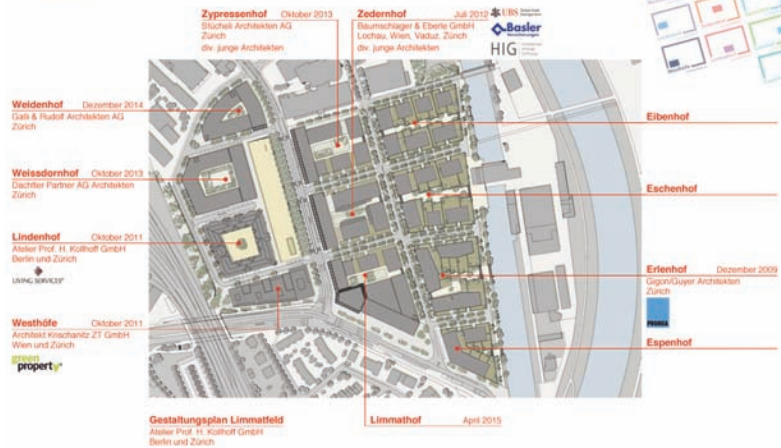 Zypressenhof Oktober 2013
Stücheli Architekten AG
Zürich
div. junge Architekten
Zedernhof Juli 2012
Baumschlager & Eberle GmbH
Lochau, Wien, Vaduz, Zürich
div. junge Architekten
UBS
Basler
Versicherungen
HIG
Weidenhof Dezember 2014
Galli & Rudolf Architekten AG
Zürich
Weissdornhof Oktober 2013
Dachtler Partner AG Architekten
Zürich
Lindenhof Oktober 2011
Atelier Prof. H. Kollhoff GmbH
Berlin und Zürich
LIVING SERVICES
Westhöfe Oktober 2011
Architekt Krischanitz ZT GmbH
Wien und Zürich
green
property
Eibenhof
Eschenhof
Erlenhof Dezember 2009
Gigon/Guyer Architekten
Zürich
Espenhof
Gestaltungsplan Limmatfeld
Atelier Prof. H. Kollhoff GmbH
Berlin und Zürich
Limmathof April 2015